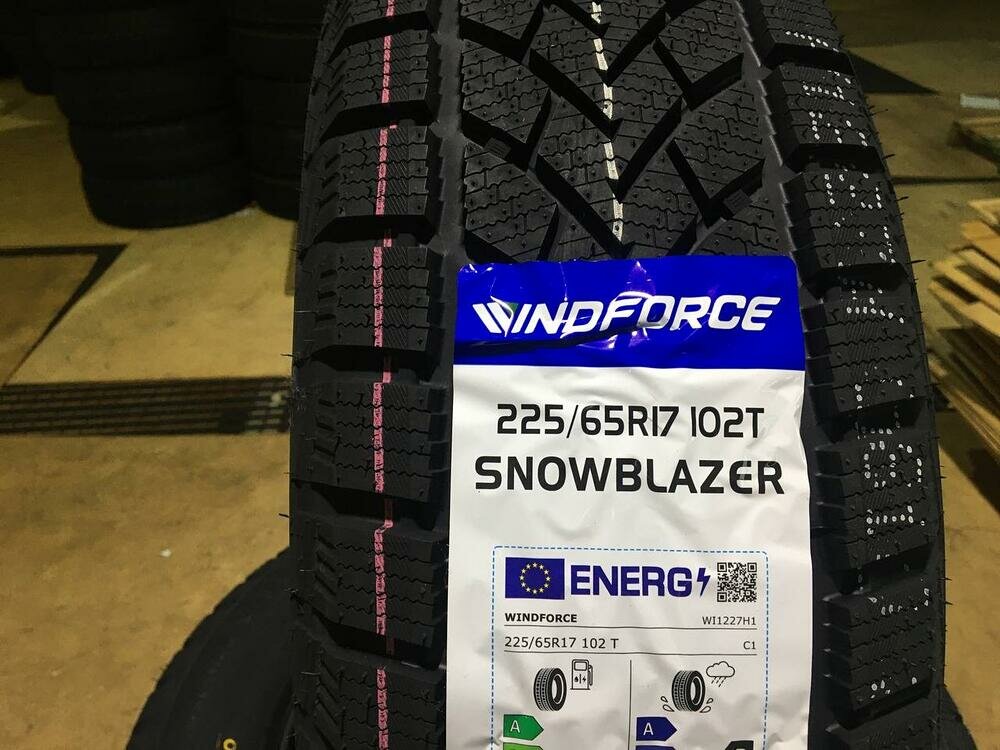 WINDFORCE
225/65R17 102T
SNOWBLAZER
ENERG
WINDFORCE WI1227H1
225/65R17 102 T C1
A A